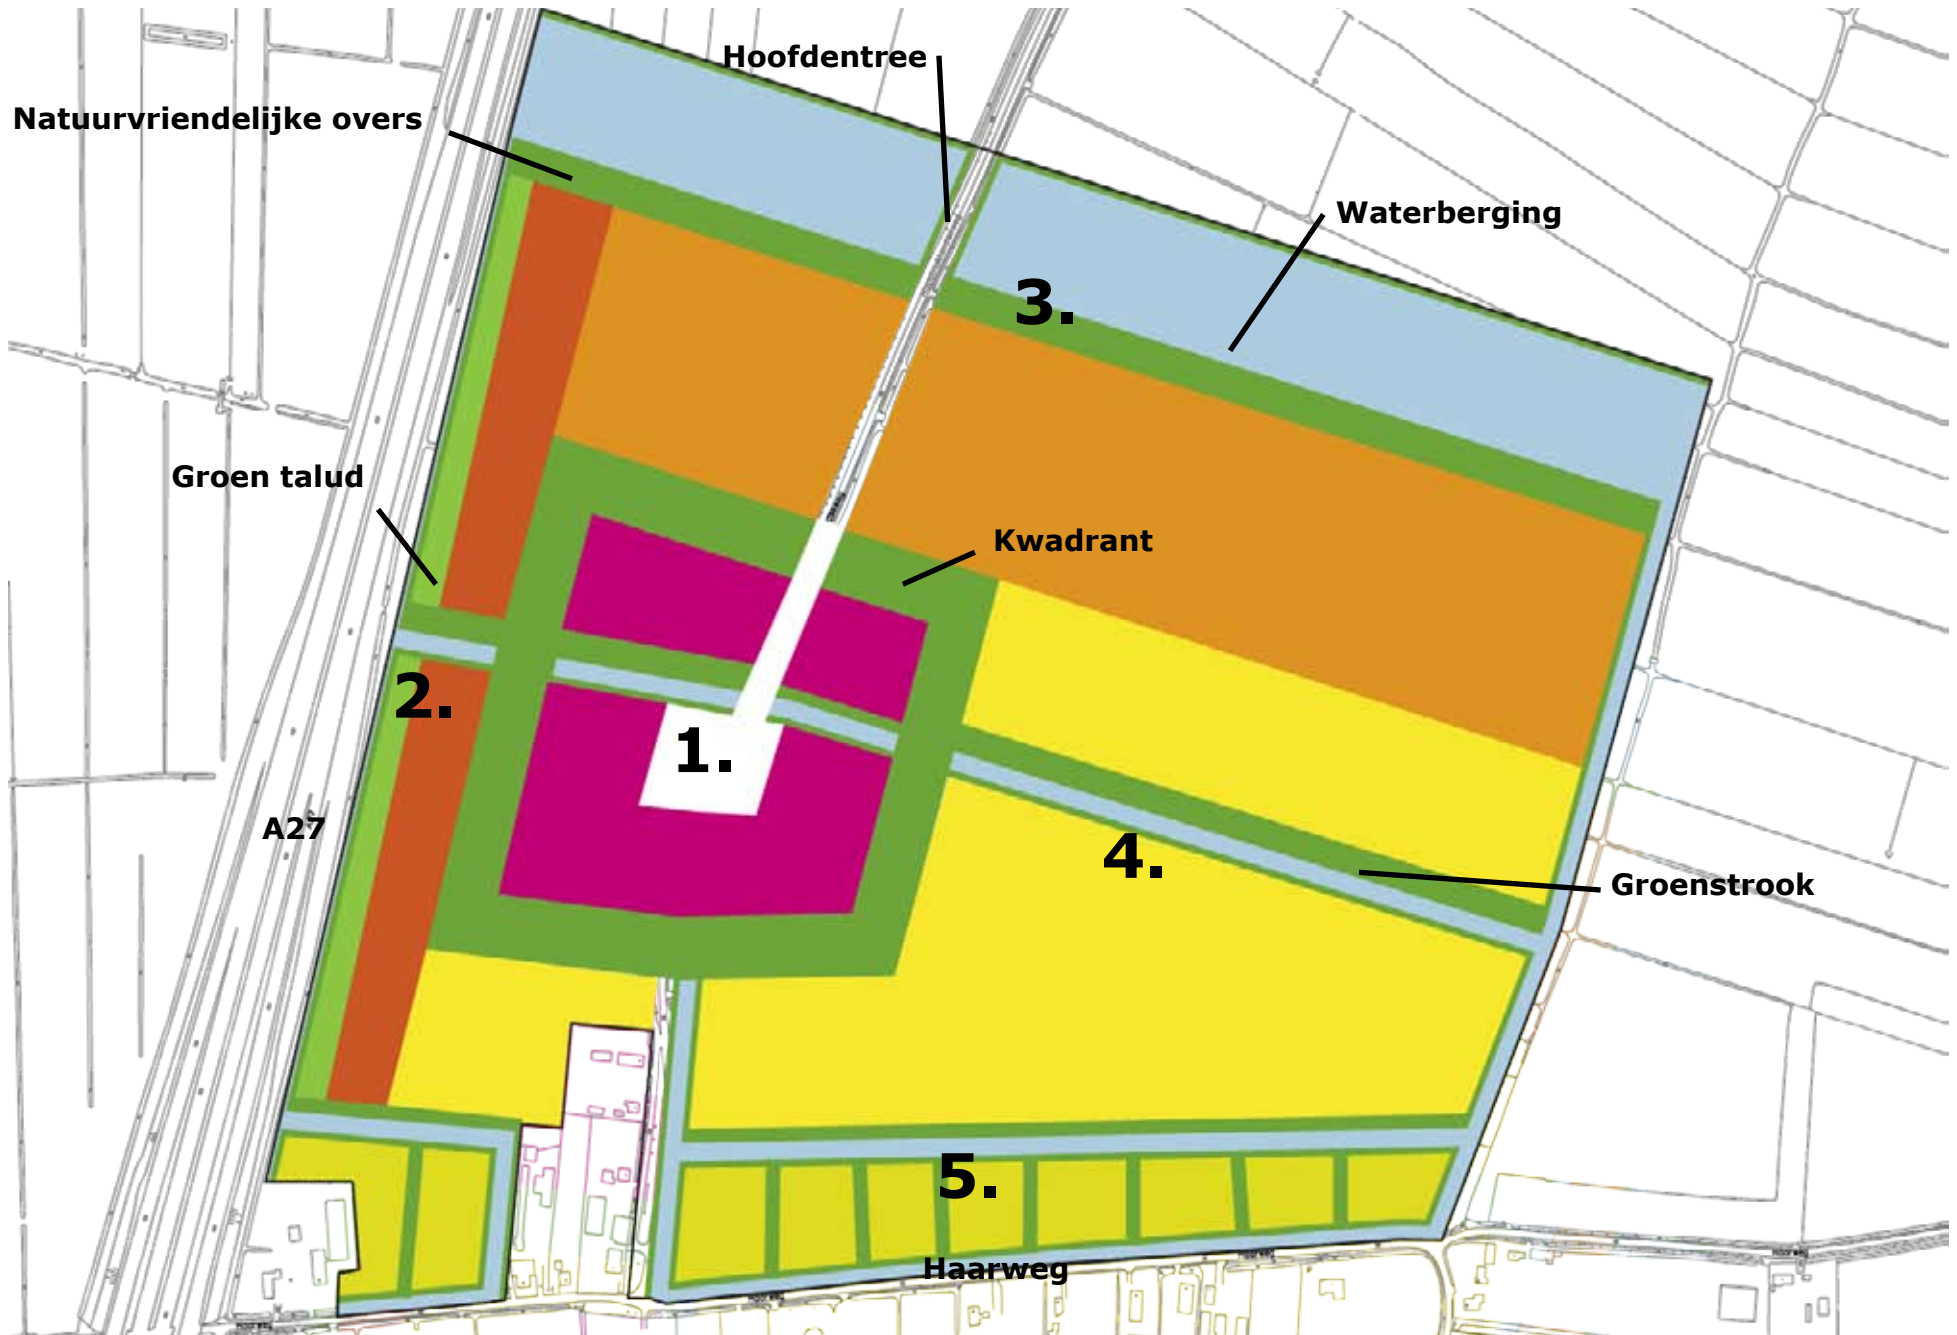 Hoofdentree
Natuurvriendelijke overs
Waterberging
3.
Groen talud
Kwadrant
2.
1.
A27
4.
Groenstrook
5.
Haarweg